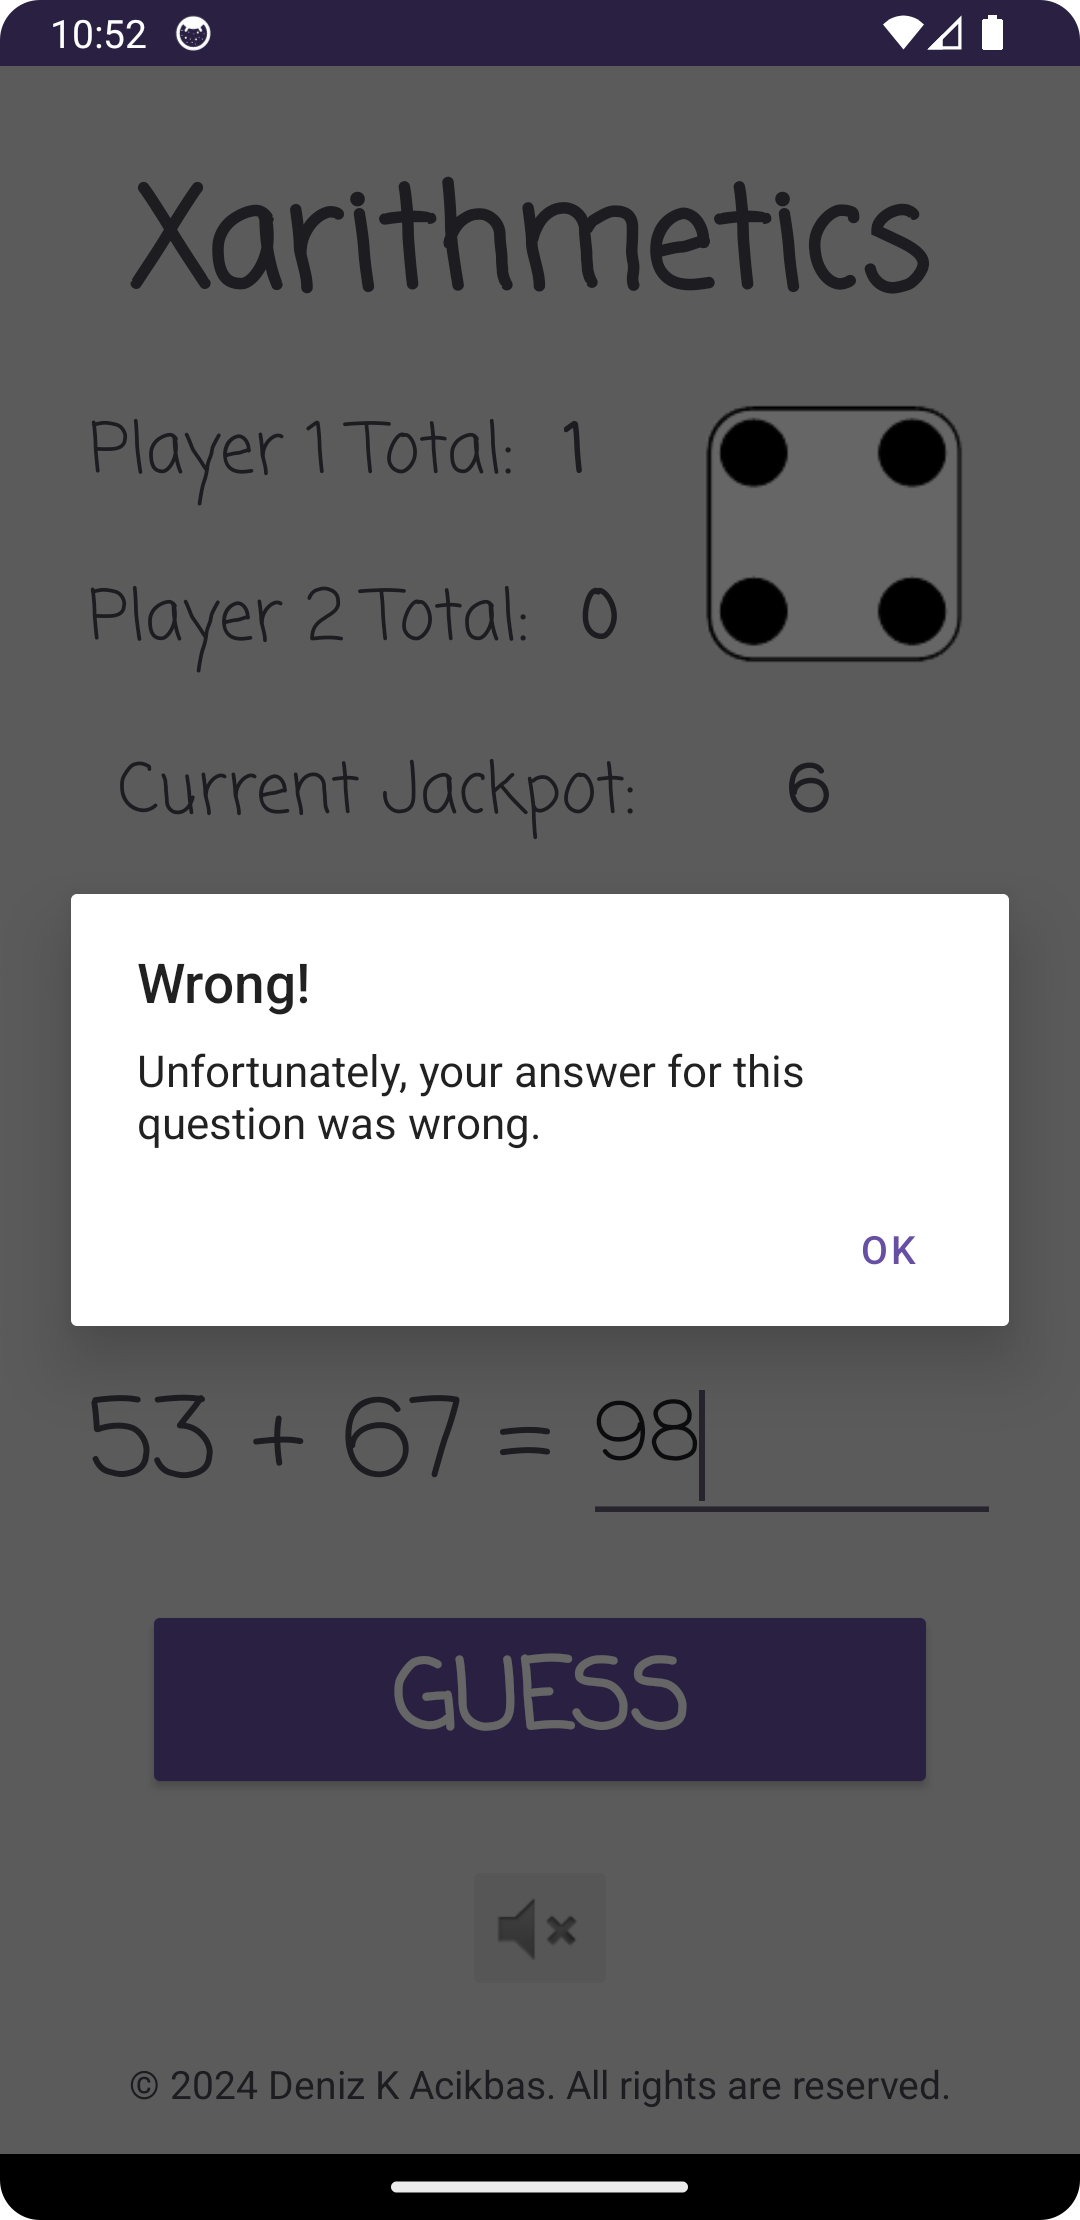 10:52
Xarithmetics
Player 1 Total: 1
Player 2 Total: 0
Current Jackpot: 6
Wrong!
Unfortunately, your answer for this
question was wrong.
OK
53 + 67 = 98
GUESS
© 2024 Deniz K Acikbas. All rights are reserved.